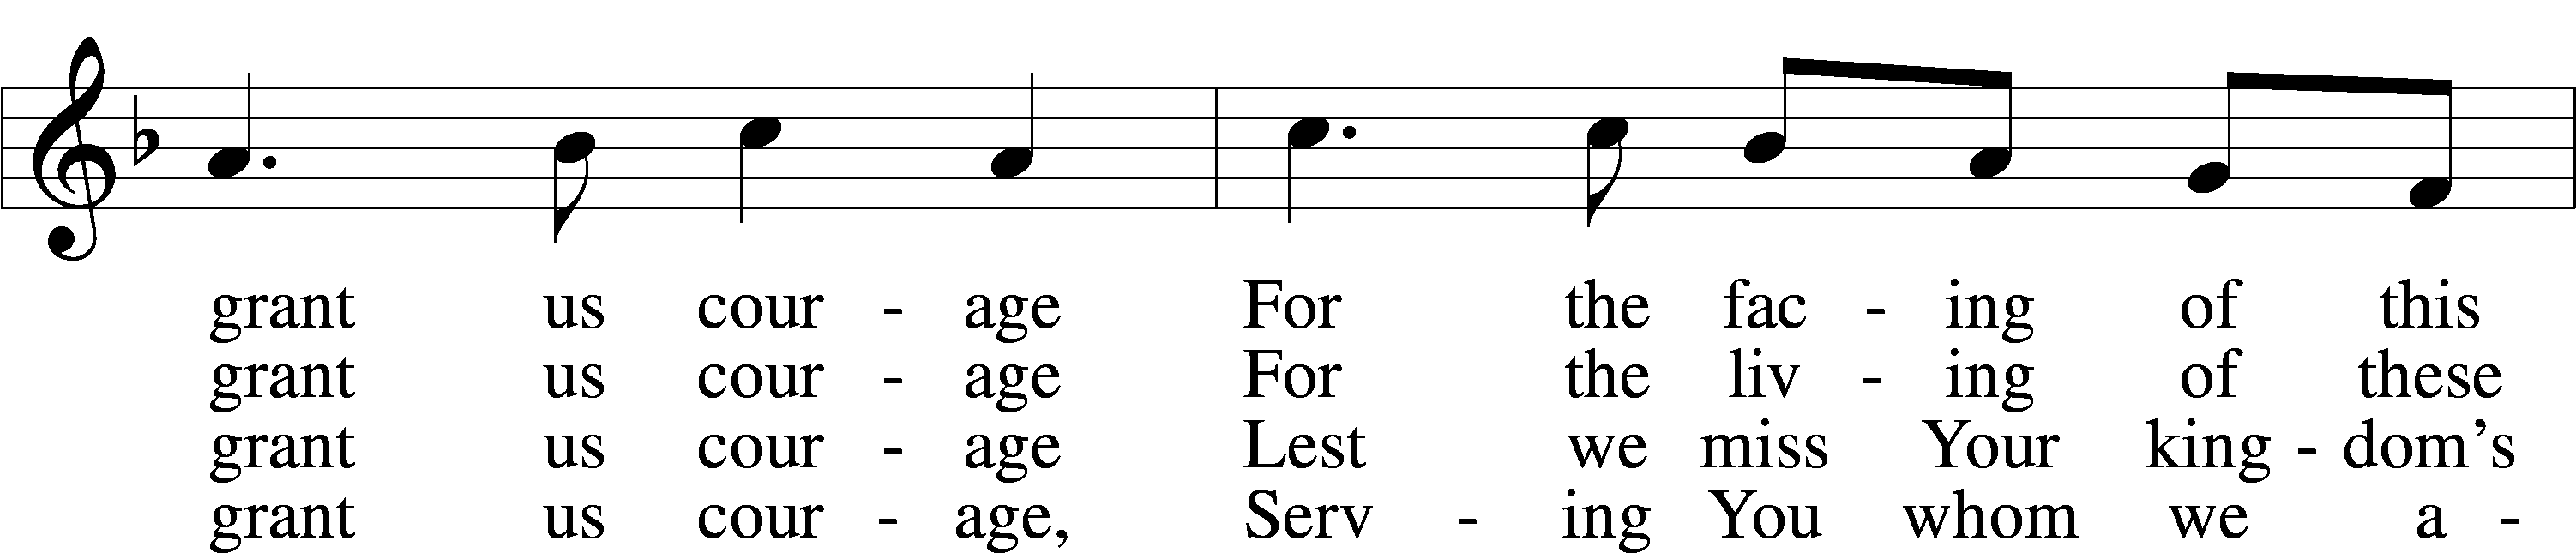 grant us cour - age For the fac - ing of this
grant us cour - age For the liv - ing of these
grant us cour - age Lest we miss Your king - dom's
grant us cour - age, Serv - ing You whom we a -